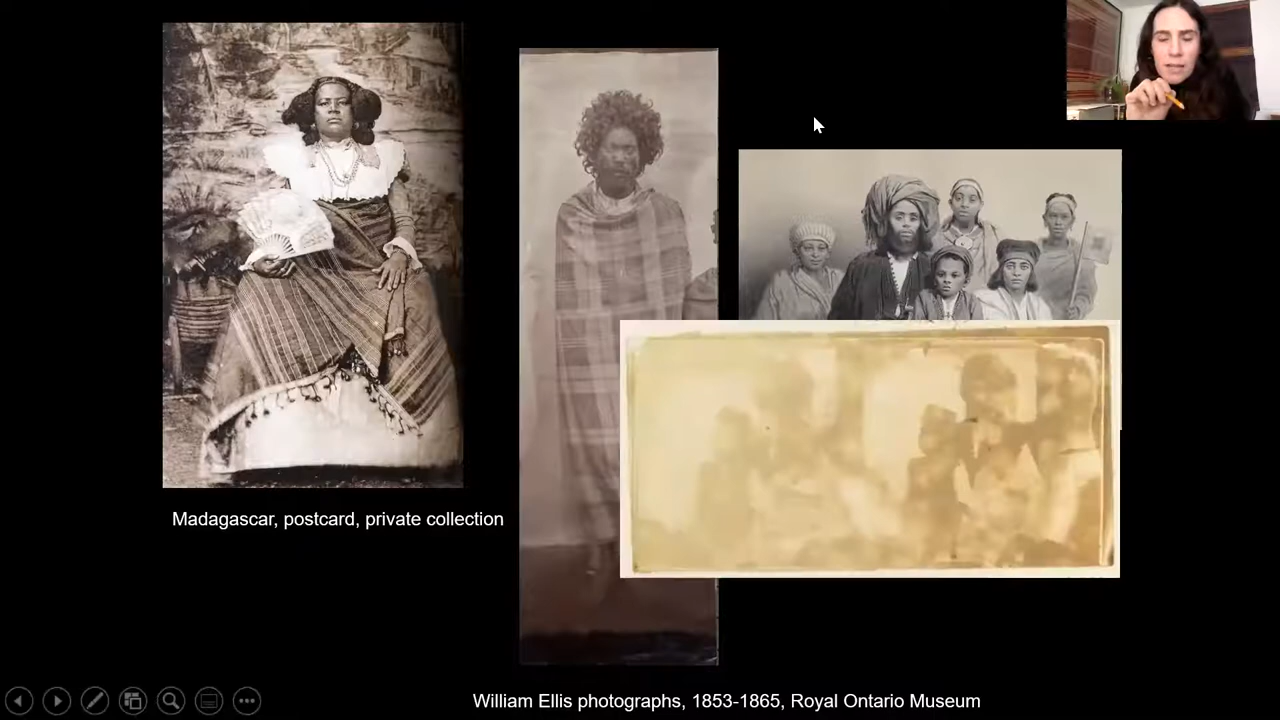 Madagascar, postcard, private collection
William Ellis photographs, 1853-1865, Royal Ontario Museum